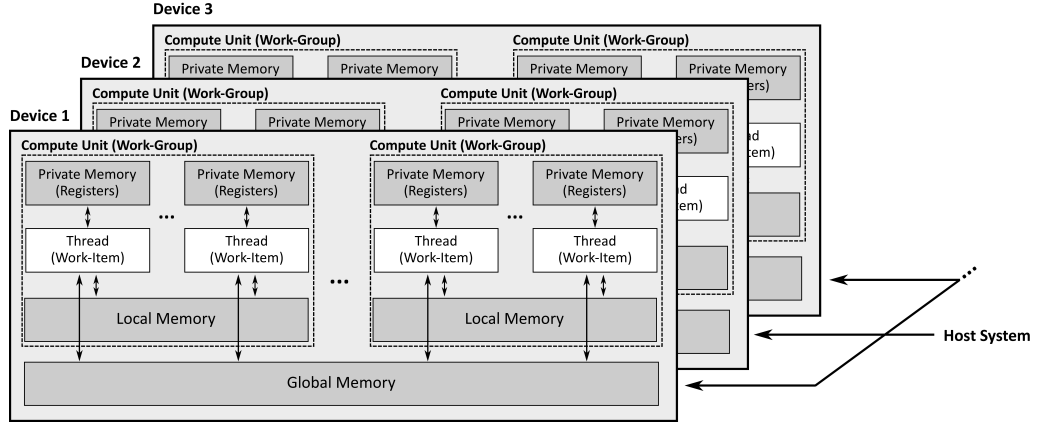 Device 3
Compute Unit (Work-Group)
Compute Unit (Work-Group)
Private Memory
Private Memory
Private Memory
Private Memory
Device 2
Compute Unit (Work-Group)
Compute Unit (Work-Group)
Private Memory
Private Memory
Private Memory
Private Memory
Device 1
Compute Unit (Work-Group)
Compute Unit (Work-Group)
Private Memory
(Registers)
Private Memory
(Registers)
Private Memory
(Registers)
Private Memory
(Registers)
...
...
Thread
(Work-Item)
Thread
(Work-Item)
Thread
(Work-Item)
Thread
(Work-Item)
...
Local Memory
Local Memory
Global Memory
...
Host System